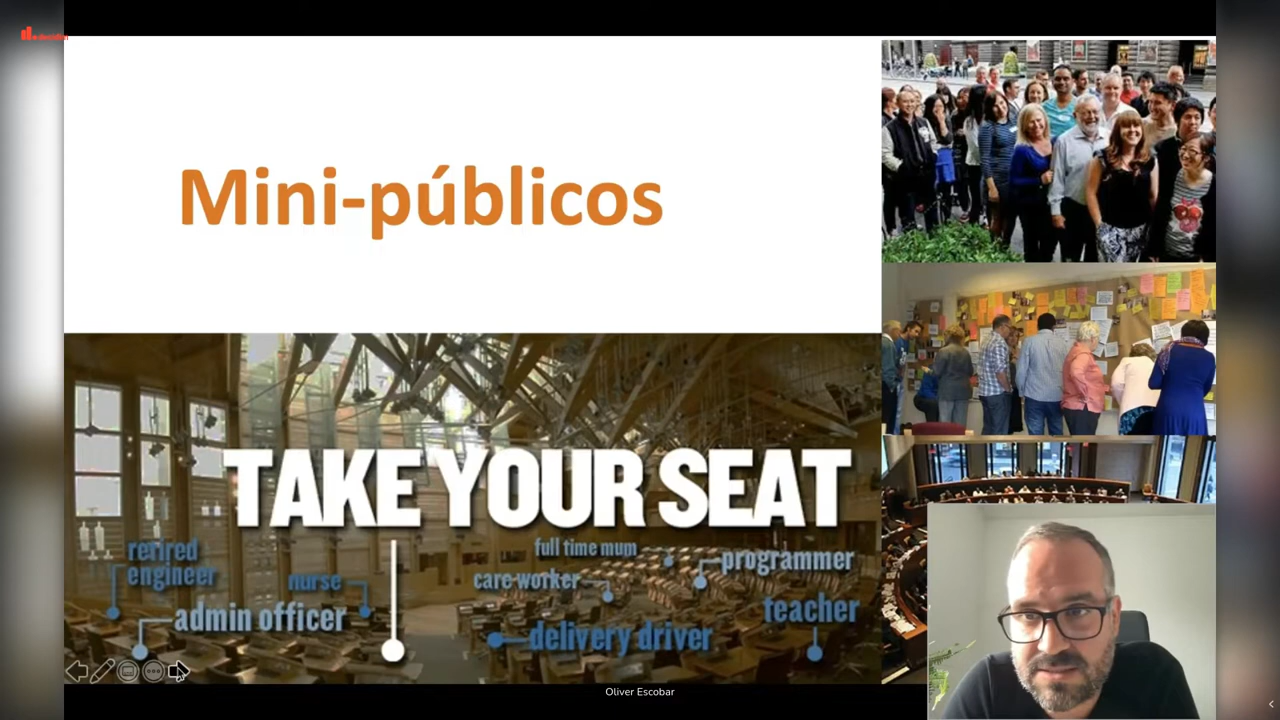 Mini-públicos
TAKE YOUR SEAT
retired
engineer
nurse
admin officer
full time mum
care worker
programmer
teacher
delivery driver
Oliver Escobar